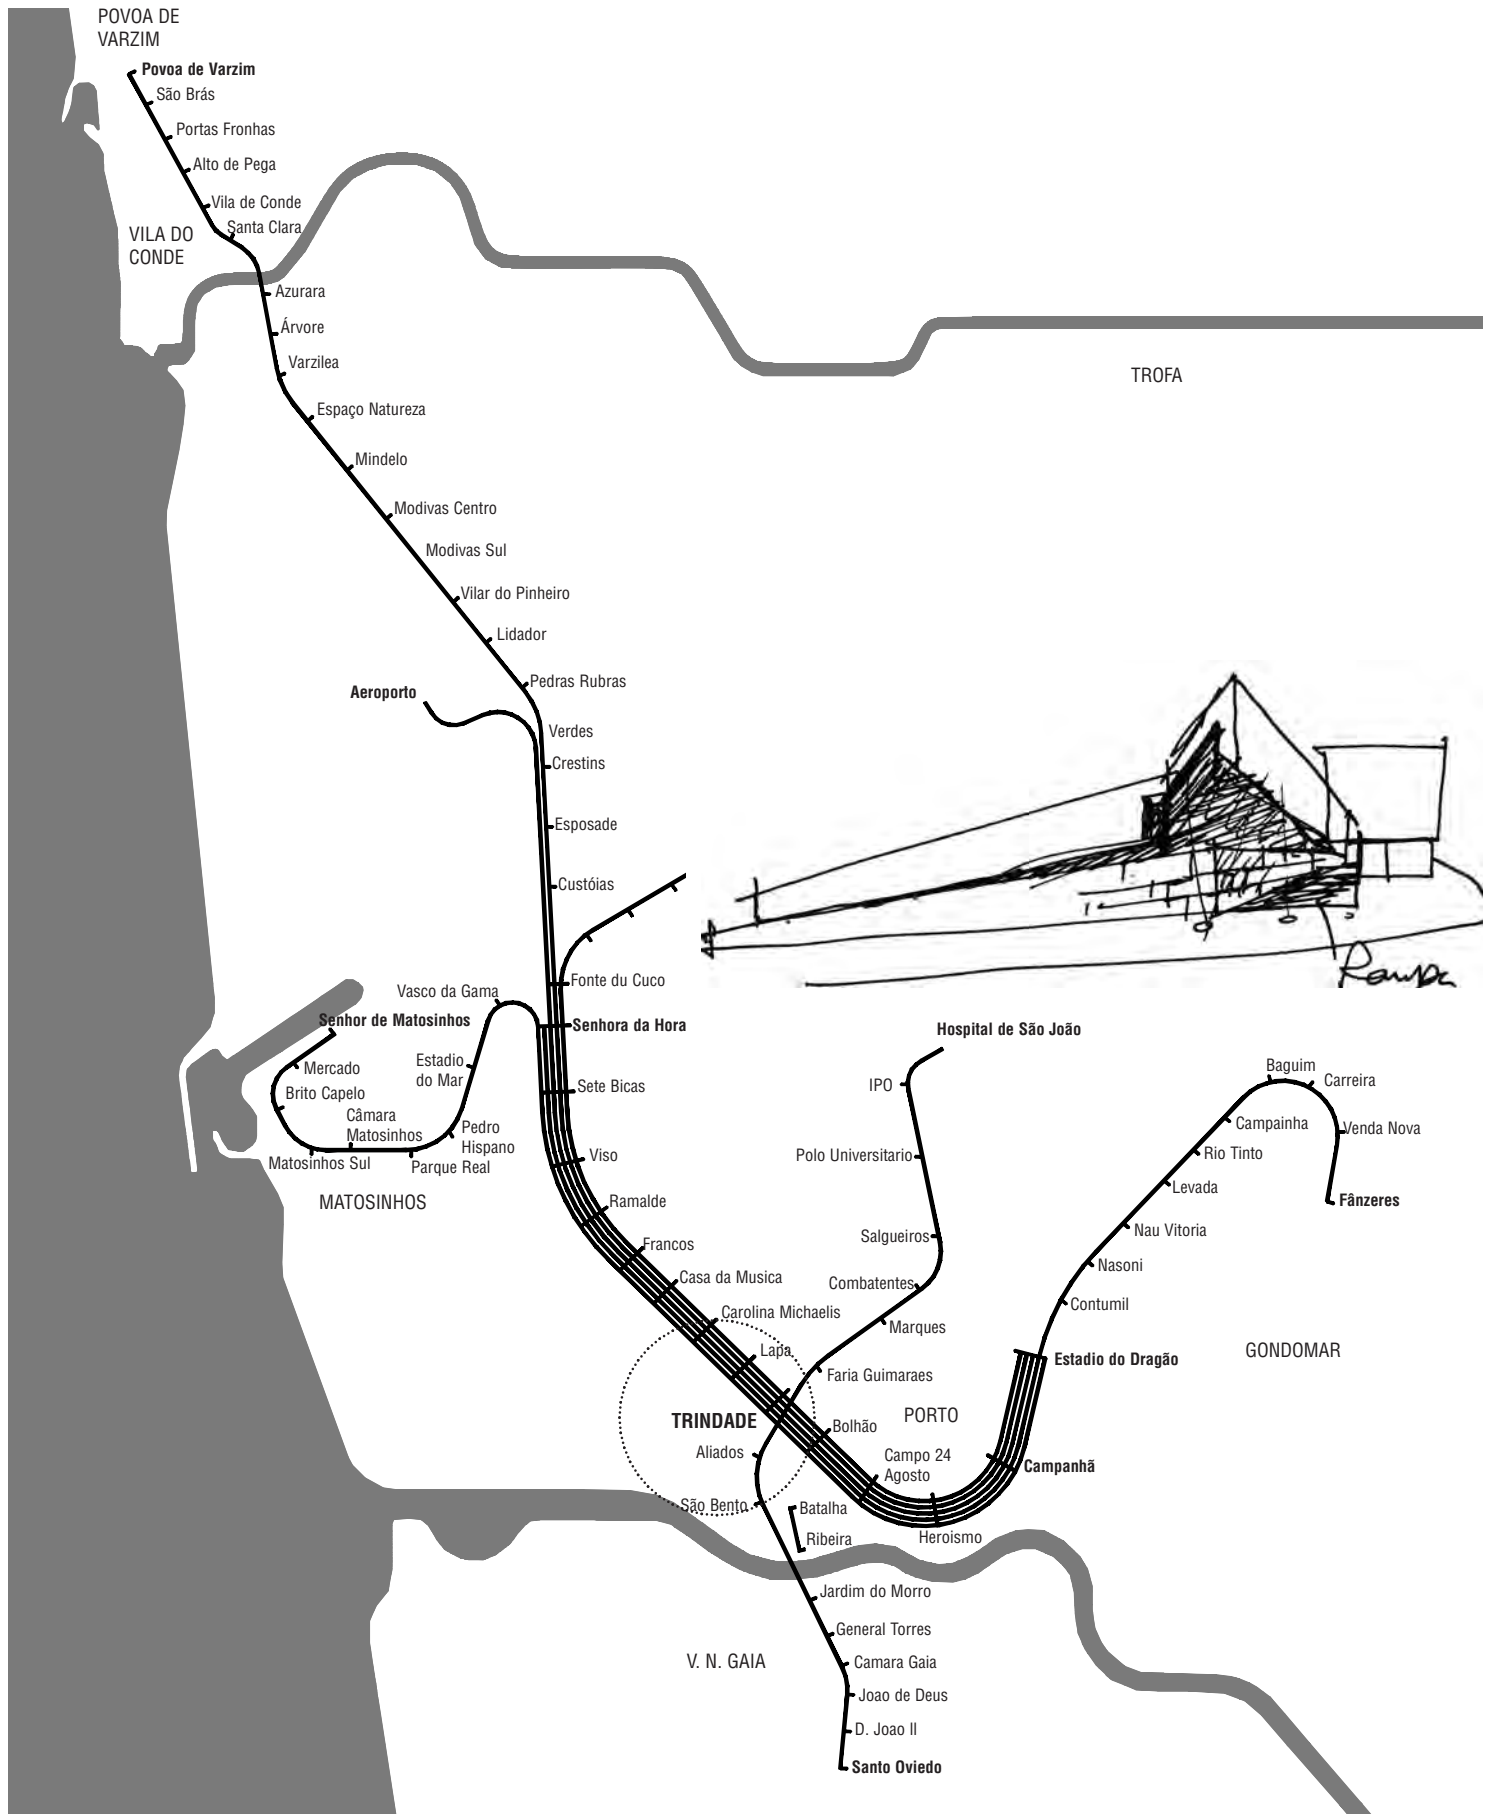 POVOA DE
VARZIM
Povoa de Varzim
São Brás
Portas Fronhas
Alto de Pega
Vila de Conde
Santa Clara
VILA DO
CONDE
Azurara
Árvore
Varzilea
TROFA
Espaço Natureza
Mindelo
Modivas Centro
Modivas Sul
Vilar do Pinheiro
Lidador
Pedras Rubras
Aeroporto
Verdes
Crestins
Esposade
Custóias
Fonte du Cuco
Rampa
Vasco da Gama
Senhor de Matosinhos
Senhora da Hora
Hospital de São João
Mercado
Estadio
do Mar
Sete Bicas
IPO
Baguim
Carreira
Brito Capelo
Câmara
Matosinhos
Pedro
Hispano
Campainha
Venda Nova
Matosinhos Sul
Parque Real
Viso
Polo Universitario
Rio Tinto
Levada
MATOSINHOS
Ramalde
Fânzeres
Francos
Salgueiros
Nau Vitoria
Casa da Musica
Combatentes
Nasoni
Carolina Michaelis
Marques
Contumil
Lapa
Faria Guimaraes
Estadio do Dragão
GONDOMAR
TRINDADE
PORTO
Bolhão
Aliados
Campo 24
Agosto
Campanhã
São Bento
Batalha
Ribeira
Heroismo
Jardim do Morro
General Torres
V. N. GAIA
Camara Gaia
Joao de Deus
D. Joao II
Santo Oviedo